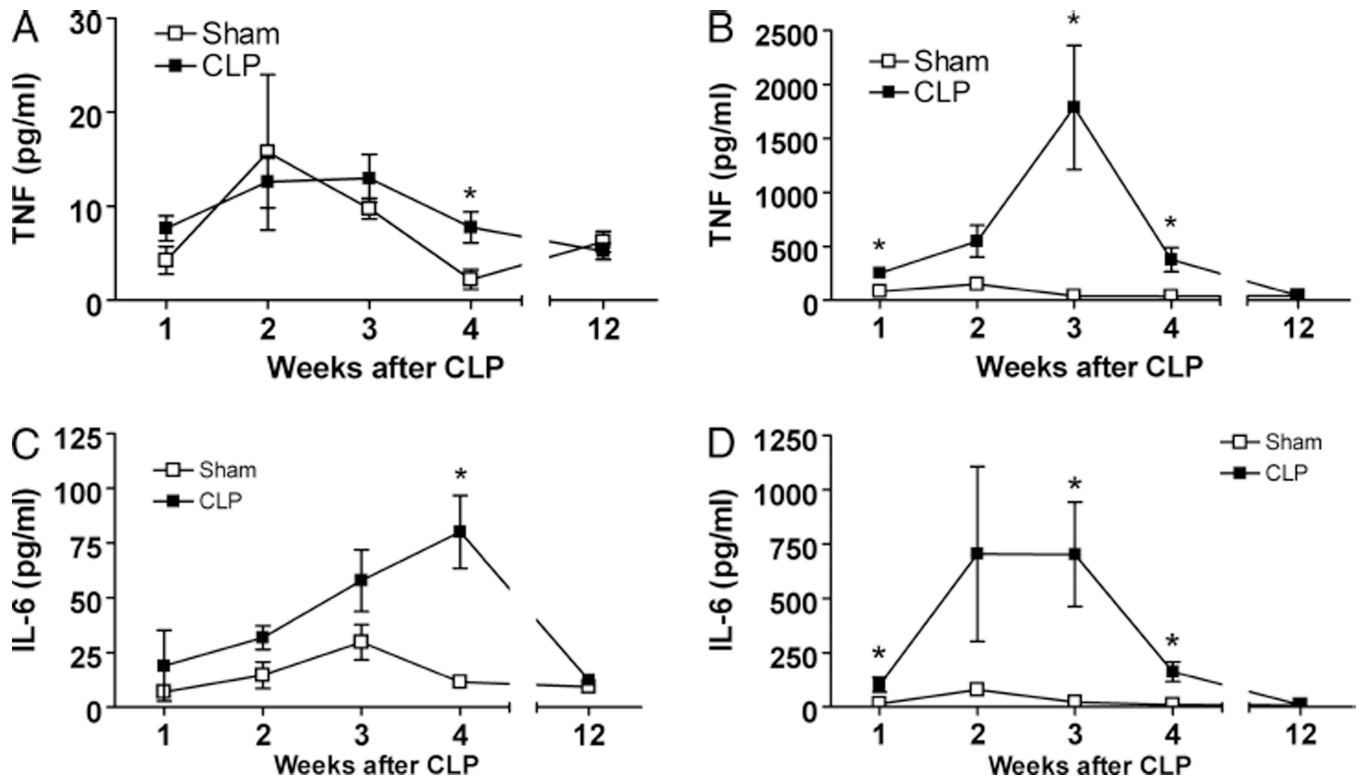 A
TNF (pg/ml)
30
20
10
0
Sham
CLP
*
1 2 3 4 12
Weeks after CLP
B
TNF (pg/ml)
2500
2000
1500
1000
500
0
Sham
CLP
*
*
*
1 2 3 4 12
Weeks after CLP
C
IL-6 (pg/ml)
125
100
75
50
25
0
Sham
CLP
*
1 2 3 4 12
Weeks after CLP
D
IL-6 (pg/ml)
1250
1000
750
500
250
0
Sham
CLP
*
*
*
1 2 3 4 12
Weeks after CLP